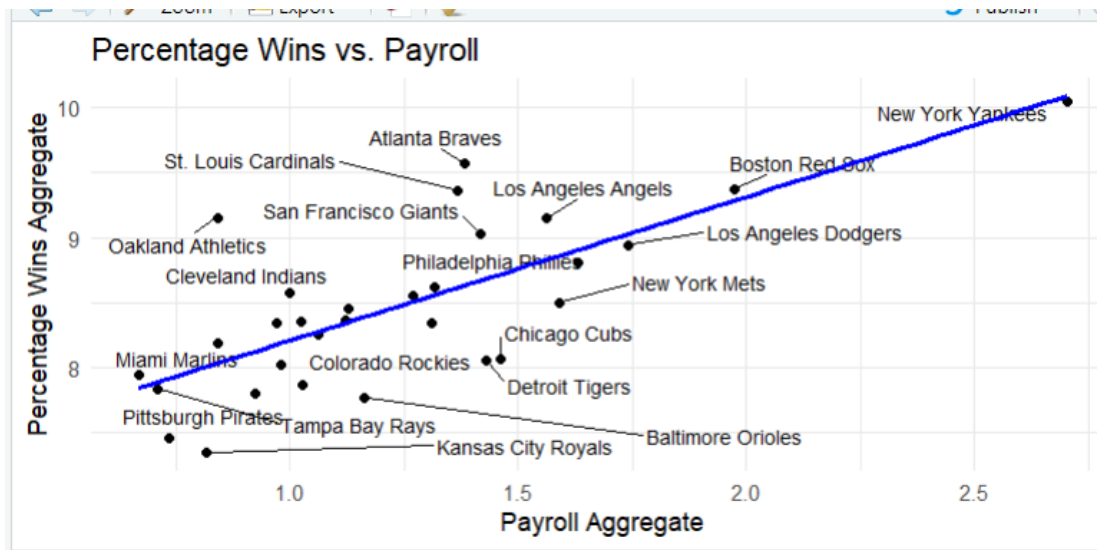 Zoom Export Publish
Percentage Wins vs. Payroll
Percentage Wins Aggregate
10
9
8
New York Yankees
Atlanta Braves
St. Louis Cardinals
Boston Red Sox
Los Angeles Angels
San Francisco Giants
Los Angeles Dodgers
Oakland Athletics
Philadelphia Phillies
Cleveland Indians
New York Mets
Chicago Cubs
Miami Marlins
Colorado Rockies
Detroit Tigers
Pittsburgh Pirates
Tampa Bay Rays
Baltimore Orioles
Kansas City Royals
1.0 1.5 2.0 2.5
Payroll Aggregate